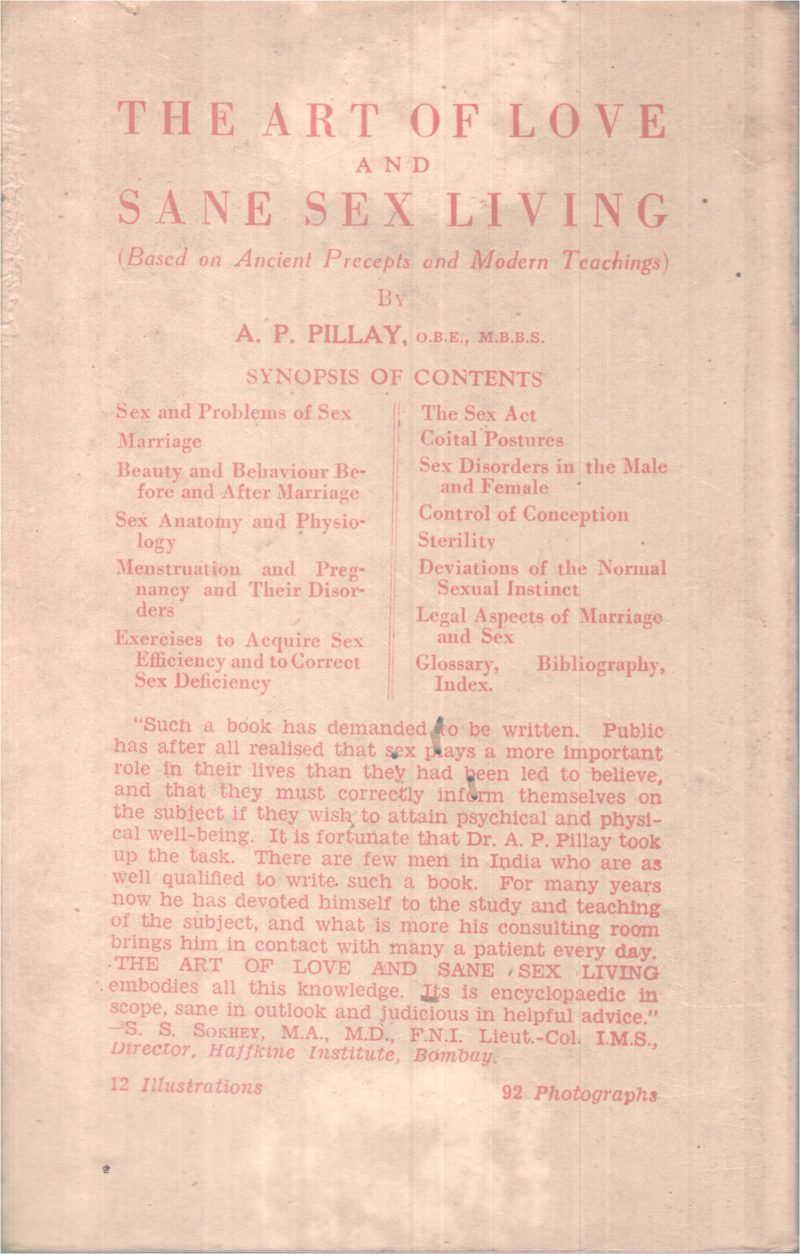 THE ART OF LOVE
AND
SANE SEX LIVING
(Based on Ancient Precepts and Modern Teachings)
By
A. P. PILLAY, O.B.E., M.B.B.S.
SYNOPSIS OF CONTENTS
Sex and Problems of Sex
Marriage
Beauty and Behaviour Be-
fore and After Marriage
Sex Anatomy and Physio-
logy
Menstruation and Preg-
nancy and Their Disor-
ders
Exercises to Acquire Sex
Efficiency and to Correct
Sex Deficiency
The Sex Act
Coital Postures
Sex Disorders in the Male
and Female
Control of Conception
Sterility
Deviations of the Normal
Sexual Instinct
Legal Aspects of Marriage
and Sex
Glossary, Bibliography,
Index.
"Such a book has demanded to be written. Public
has after all realised that sex plays a more important
role in their lives than they had been led to believe,
and that they must correctly inform themselves on
the subject if they wish to attain psychical and physi-
cal well-being. It is fortunate that Dr. A. P. Pillay took
up the task. There are few men in India who are as
well qualified to write such a book. For many years
now he has devoted himself to the study and teaching
of the subject, and what is more his consulting room
brings him in contact with many a patient every day.
THE ART OF LOVE AND SANE SEX LIVING
embodies all this knowledge. Its is encyclopaedic in
scope, sane in outlook and judicious in helpful advice."
—S. S. SOKHEY, M.A., M.D., F.N.I. Lieut.-Col. I.M.S.,
Director, Haffkine Institute, Bombay.
12 Illustrations
92 Photographs